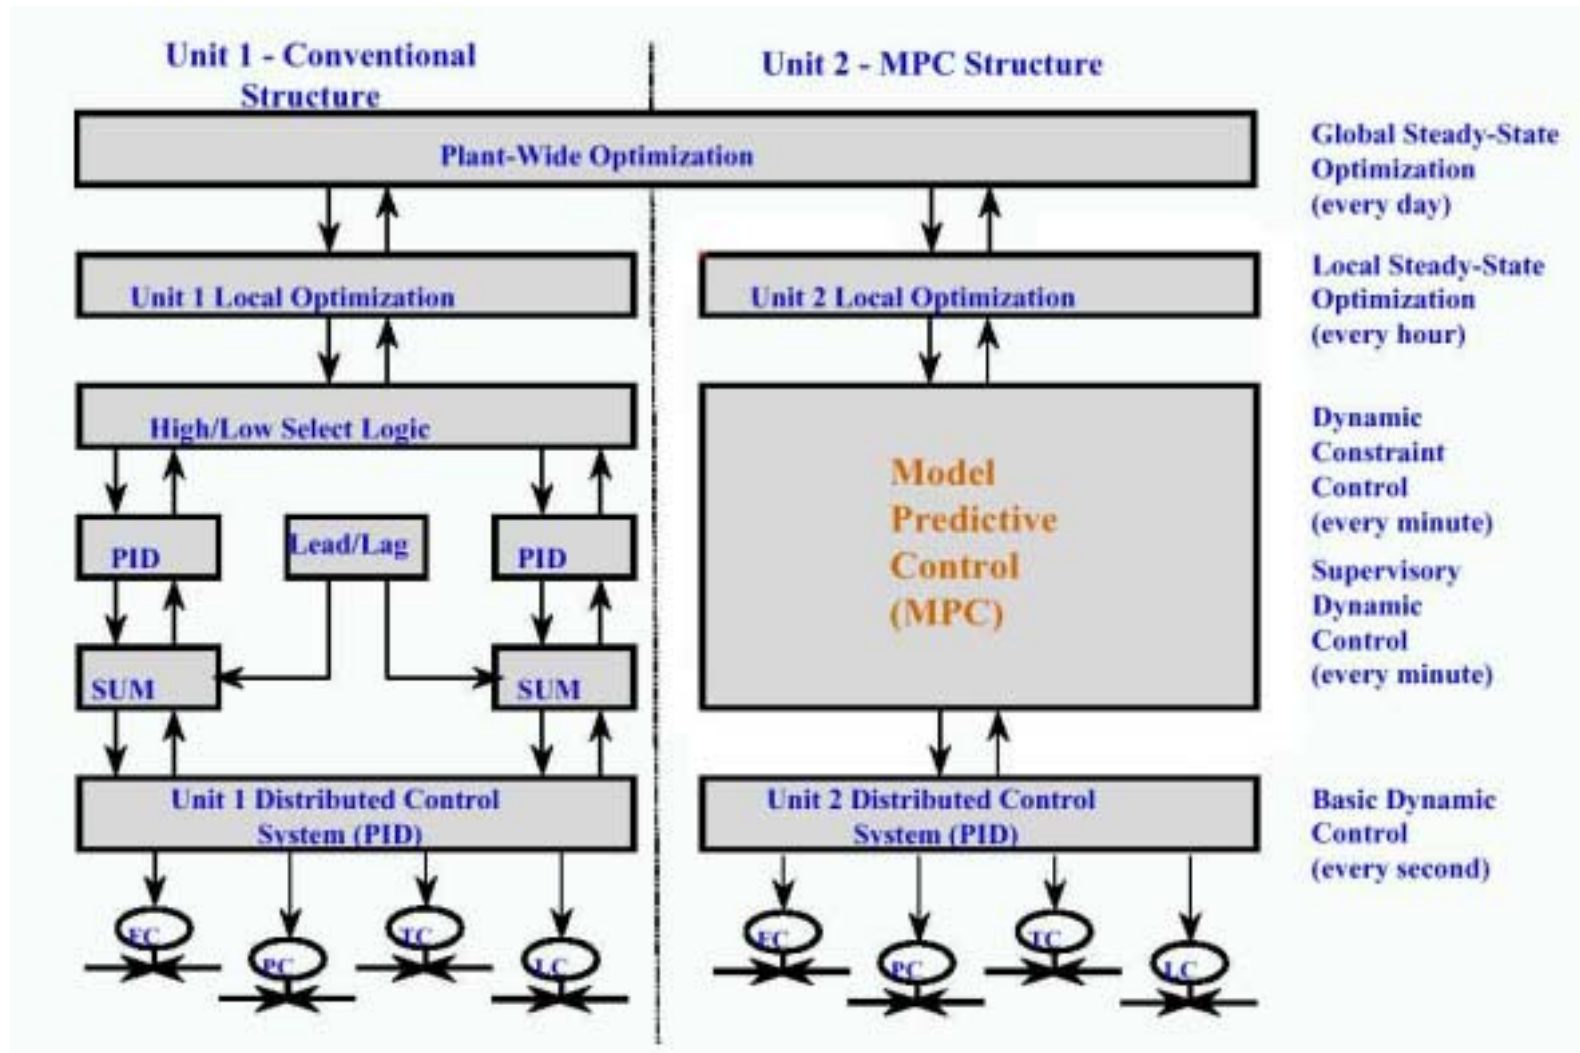 Unit 1 - Conventional
Structure
Unit 2 - MPC Structure
Plant-Wide Optimization
Global Steady-State
Optimization
(every day)
Unit 1 Local Optimization
Unit 2 Local Optimization
Local Steady-State
Optimization
(every hour)
High/Low Select Logic
PID
Lead/Lag
PID
SUM
SUM
Model
Predictive
Control
(MPC)
Dynamic
Constraint
Control
(every minute)
Supervisory
Dynamic
Control
(every minute)
Unit 1 Distributed Control
System (PID)
Unit 2 Distributed Control
System (PID)
Basic Dynamic
Control
(every second)
FC
PC
TC
LC
FC
PC
TC
LC